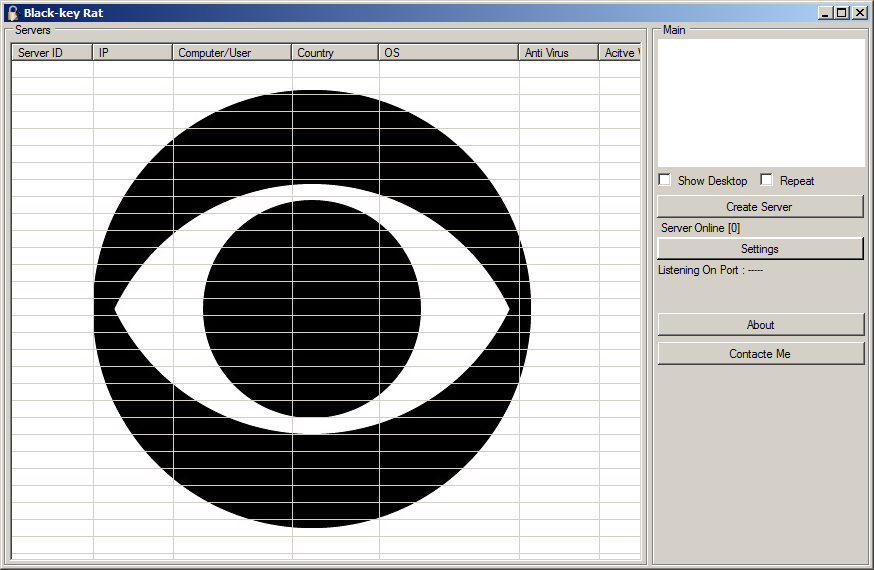 Black-key Rat
Servers
Server ID IP Computer/User Country OS Anti Virus Acitve
Main
Show Desktop Repeat
Create Server
Server Online [0]
Settings
Listening On Port : -----
About
Contacte Me